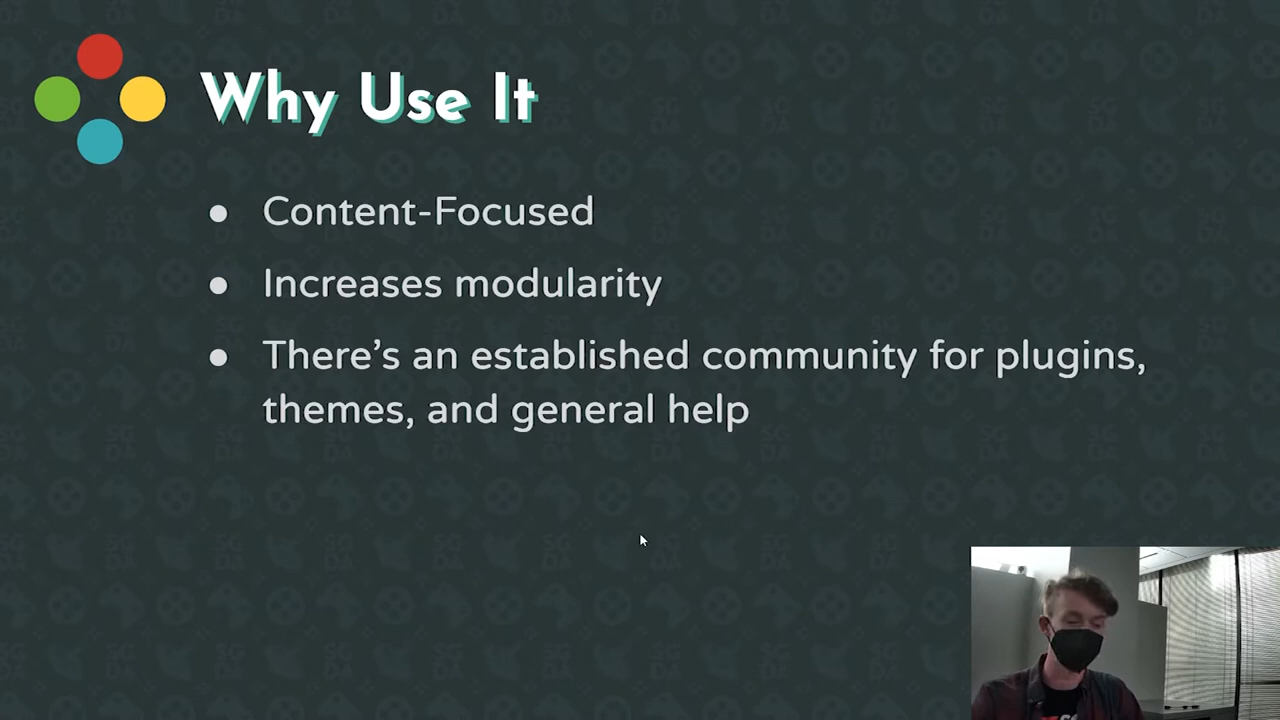 Why Use It
● Content-Focused
● Increases modularity
● There's an established community for plugins,
themes, and general help